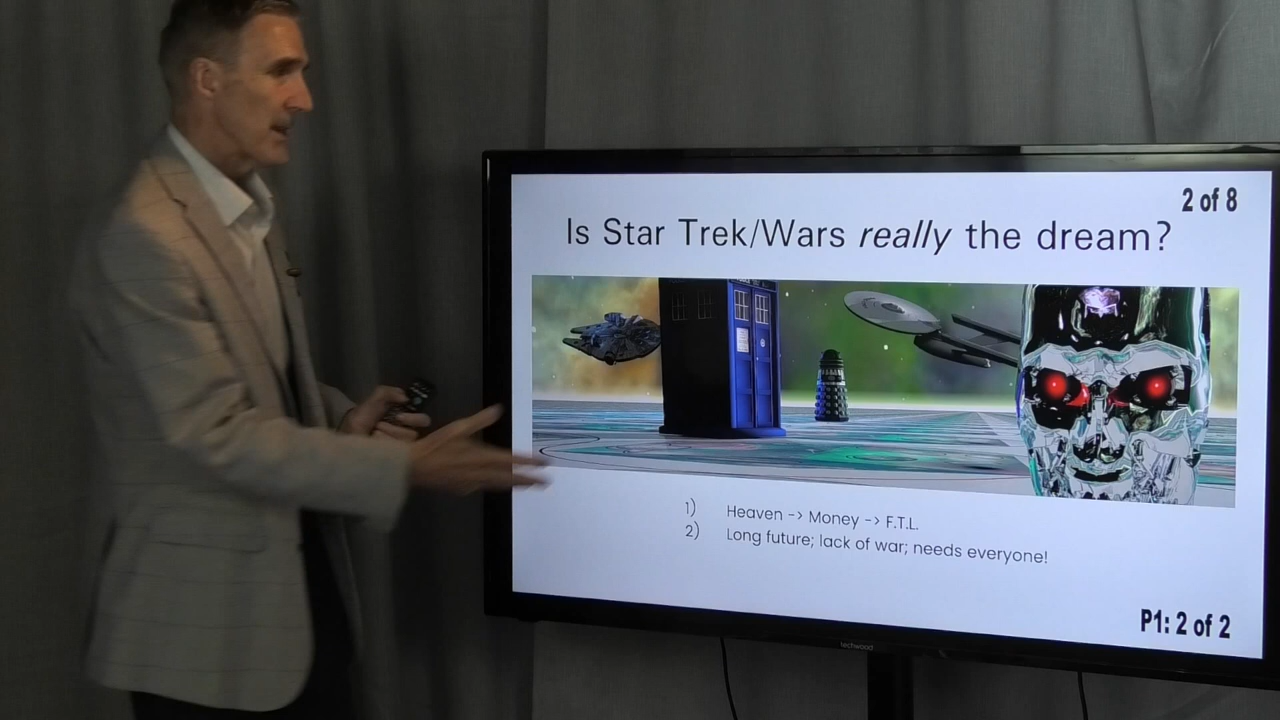 2 of 8
Is Star Trek/Wars really the dream?
1) Heaven -> Money -> F.T.L.
2) Long future; lack of war; needs everyone!
P1: 2 of 2
techwood